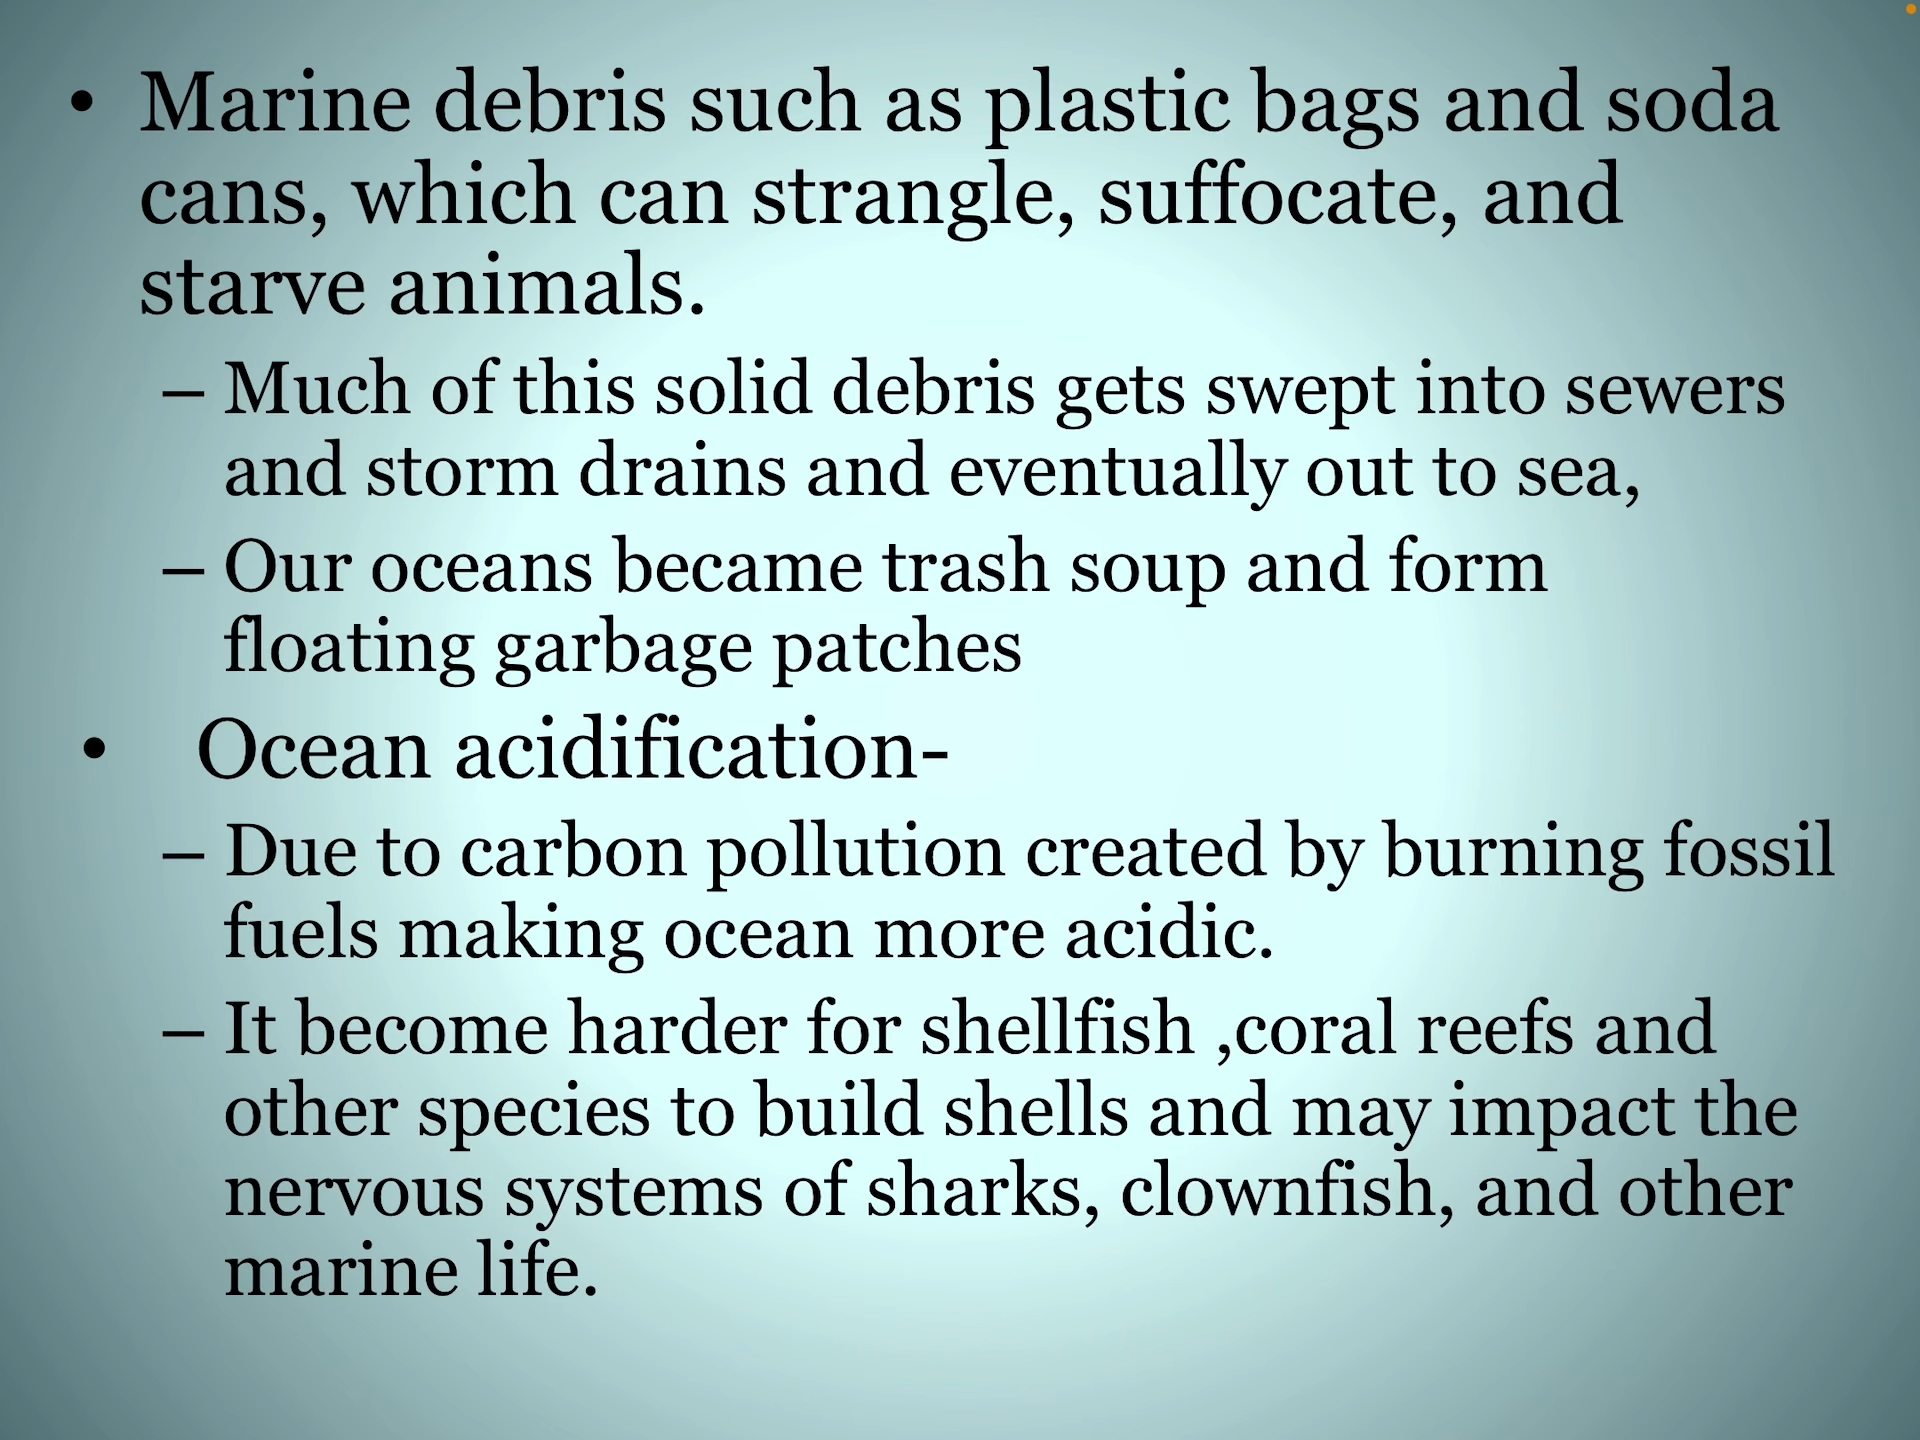 • Marine debris such as plastic bags and soda
cans, which can strangle, suffocate, and
starve animals.
– Much of this solid debris gets swept into sewers
and storm drains and eventually out to sea,
– Our oceans became trash soup and form
floating garbage patches
• Ocean acidification-
– Due to carbon pollution created by burning fossil
fuels making ocean more acidic.
– It become harder for shellfish ,coral reefs and
other species to build shells and may impact the
nervous systems of sharks, clownfish, and other
marine life.